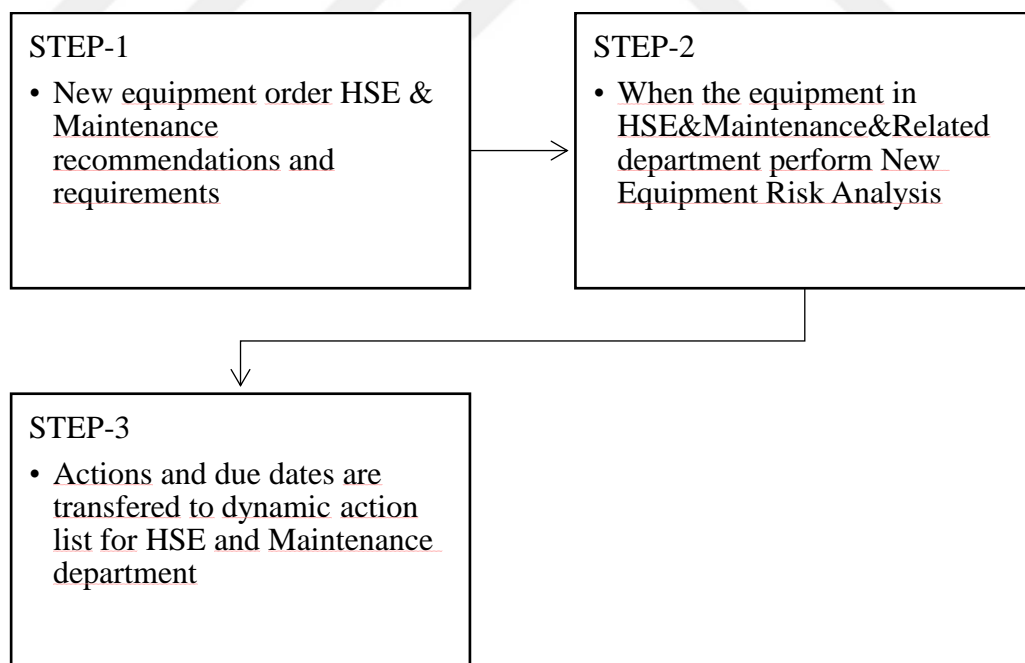 STEP-1
• New equipment order HSE &
Maintenance
recommendations and
requirements
STEP-2
• When the equipment in
HSE&Maintenance&Related
department perform New
Equipment Risk Analysis
STEP-3
• Actions and due dates are
transfered to dynamic action
list for HSE and Maintenance
department